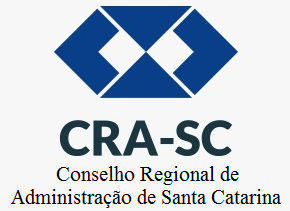 CRA-SC
Conselho Regional de
Administração de Santa Catarina